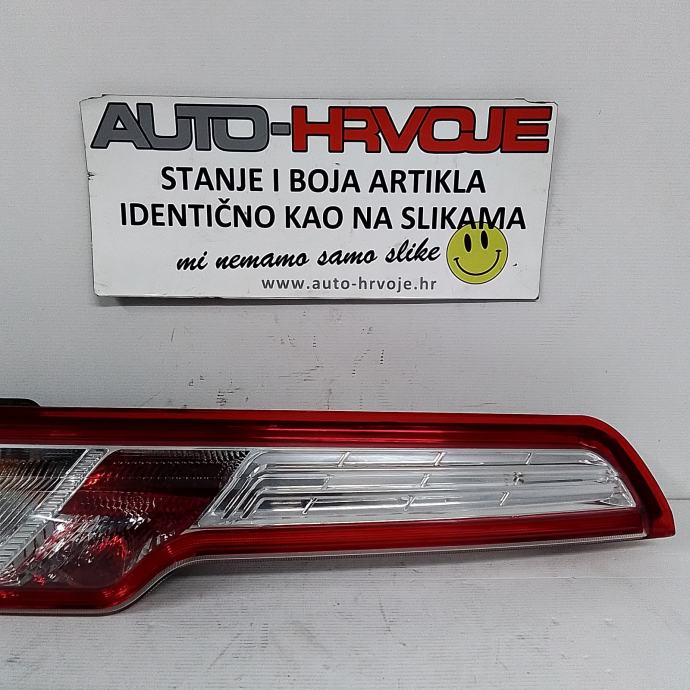 AUTO-HRVOJE
STANJE I BOJA ARTIKLA
IDENTIČNO KAO NA SLIKAMA
mi nemamo samo slike
www.auto-hrvoje.hr